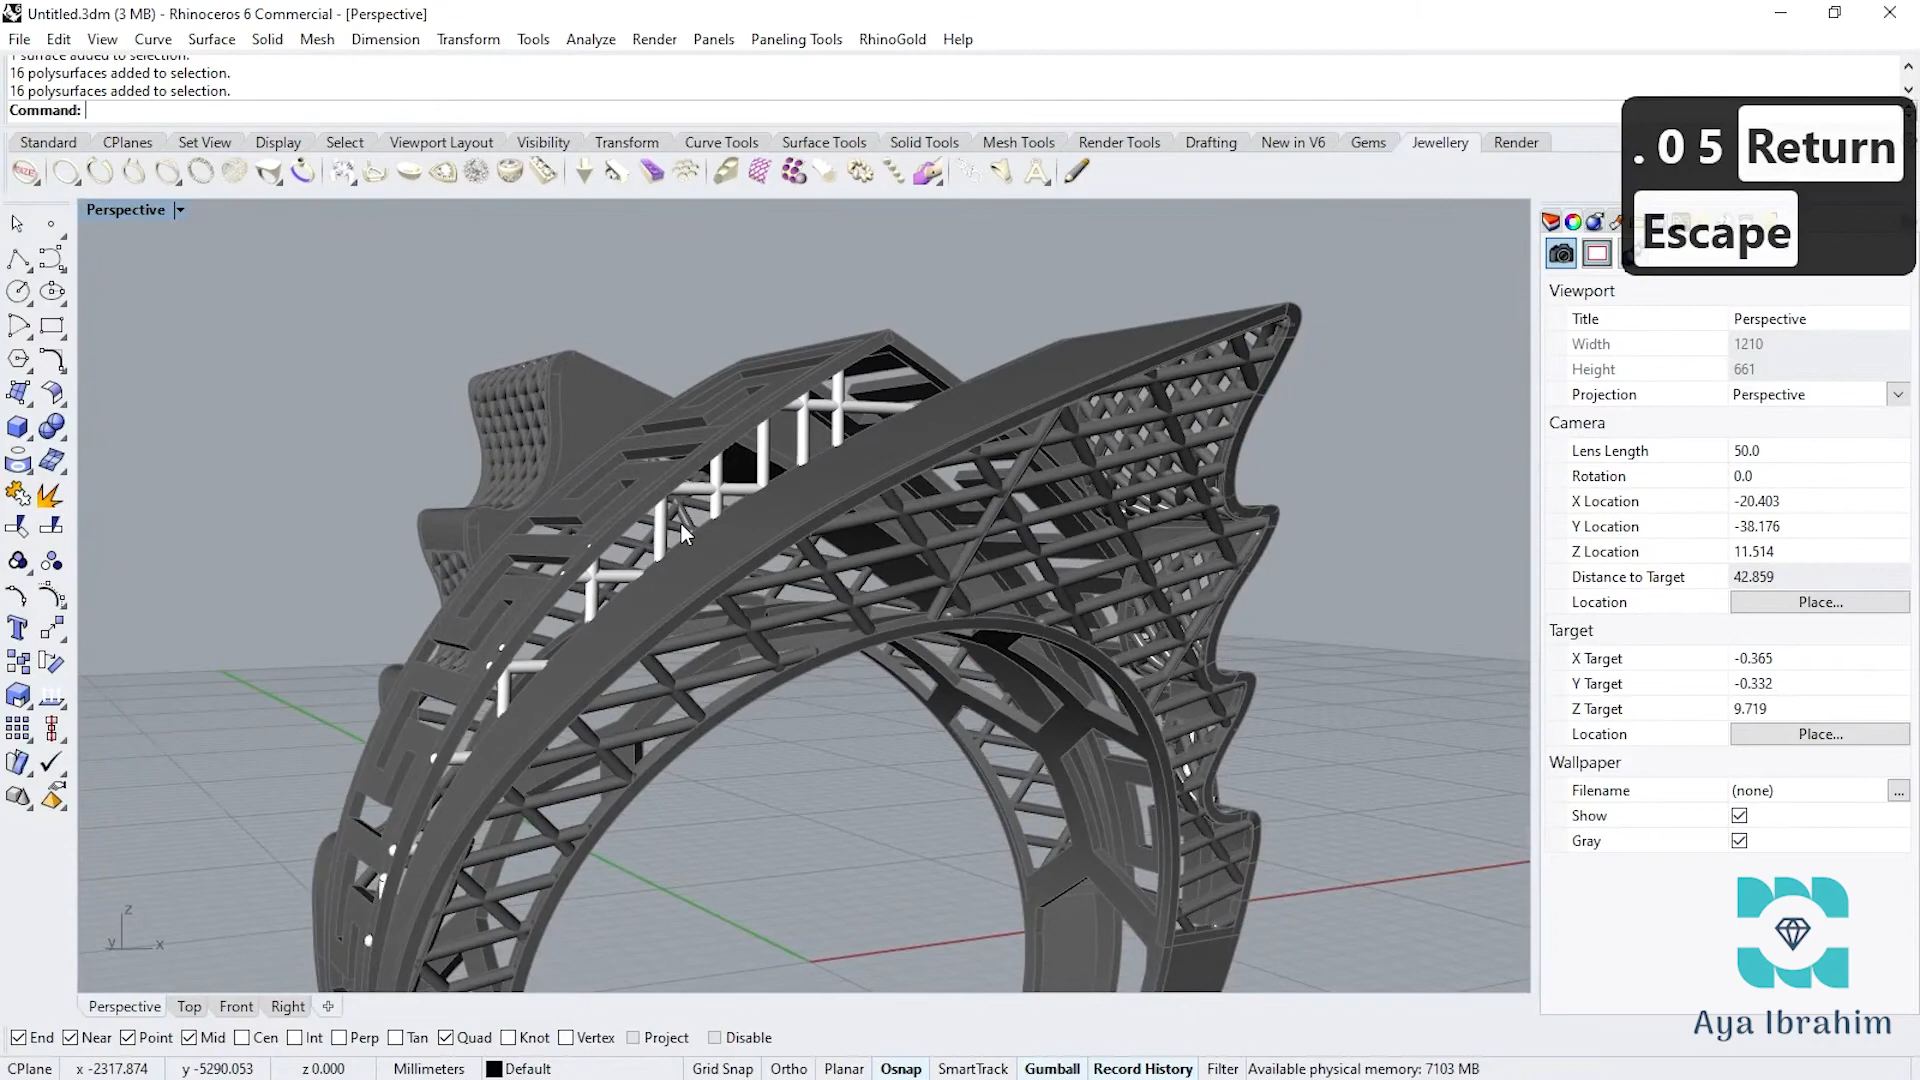 Untitled.3dm (3 MB) - Rhinoceros 6 Commercial - [Perspective]
File Edit View Curve Surface Solid Mesh Dimension Transform Tools Analyze Render Panels Paneling Tools RhinoGold Help
1 surface added to selection.
16 polysurfaces added to selection.
16 polysurfaces added to selection.
Command:
Standard CPlanes Set View Display Select Viewport Layout Visibility Transform Curve Tools Surface Tools Solid Tools Mesh Tools Render Tools Drafting New in V6 Gems Jewellery Render
. 0 5 Return
Escape
Perspective
Viewport
Title Perspective
Width 1210
Height 661
Projection Perspective
Camera
Lens Length 50.0
Rotation 0.0
X Location -20.403
Y Location -38.176
Z Location 11.514
Distance to Target 42.859
Location Place...
Target
X Target -0.365
Y Target -0.332
Z Target 9.719
Location Place...
Wallpaper
Filename (none) ...
Show
Gray
z
y x
Aya Ibrahim
Perspective Top Front Right
End Near Point Mid Cen Int Perp Tan Quad Knot Vertex Project Disable
CPlane x -2317.874 y -5290.053 z 0.000 Millimeters Default Grid Snap Ortho Planar Osnap SmartTrack Gumball Record History Filter Available physical memory: 7103 MB